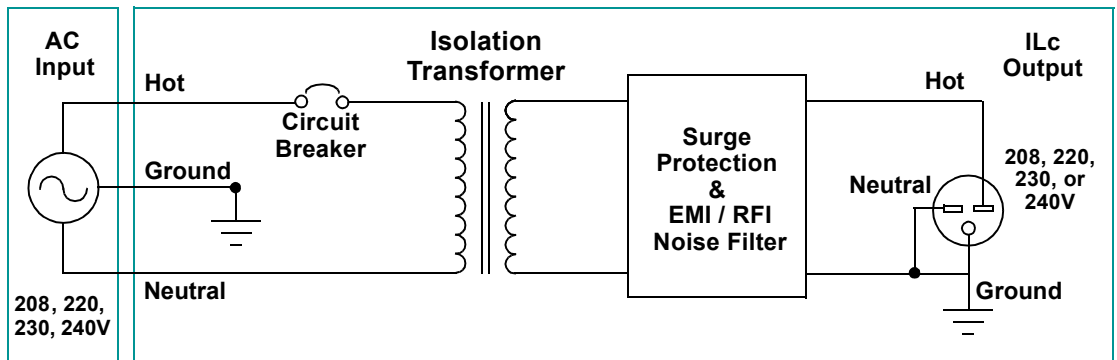 AC
Input
Hot
Ground
Neutral
208, 220,
230, 240V
Circuit
Breaker
Isolation
Transformer
Surge
Protection
&
EMI / RFI
Noise Filter
ILc
Output
Hot
Neutral
208, 220,
230, or
240V
Ground